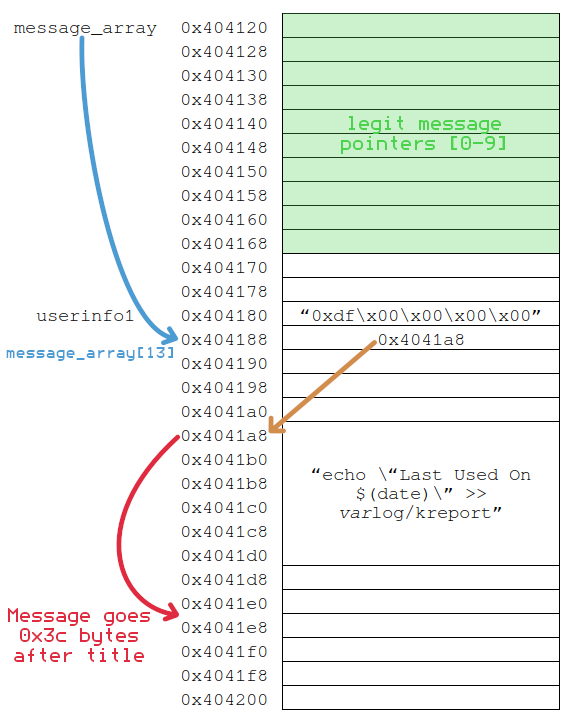 message_array 0x404120
0x404128
0x404130
0x404138
0x404140 legit message
0x404148 pointers [0-9]
0x404150
0x404158
0x404160
0x404168
0x404170
0x404178
userinfo1 0x404180 “0xdf\x00\x00\x00\x00”
message_array[13] 0x404188 0x4041a8
0x404190
0x404198
0x4041a0
0x4041a8
0x4041b0
0x4041b8
0x4041c0
0x4041c8
0x4041d0
“echo \“Last Used On
$(date)\” >>
varlog/kreport”
0x4041d8
0x4041e0
0x4041e8
0x4041f0
0x4041f8
0x404200
Message goes
0x3c bytes
after title